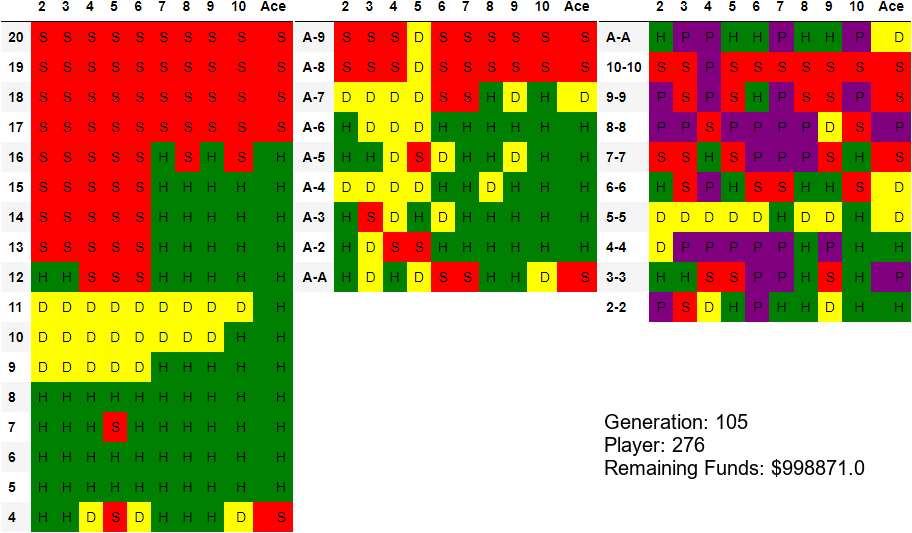 2 3 4 5 6 7 8 9 10 Ace
20 S S S S S S S S S S
19 S S S S S S S S S S
18 S S S S S S S S S S
17 S S S S S S S S S S
16 S S S S S H S H S H
15 S S S S S H H H H H
14 S S S S S H H H H H
13 S S S S S H H H H H
12 H H S S S H H H H H
11 D D D D D D D D D H
10 D D D D D D D D H H
9 D D D D D H H H H H
8 H H H H H H H H H H
7 H H H S H H H H H H
6 H H H H H H H H H H
5 H H H H H H H H H H
4 H H D S D H H H D S
2 3 4 5 6 7 8 9 10 Ace
A-9 S S S D S S S S S S
A-8 S S S D S S S S S S
A-7 D D D D S S H D H D
A-6 H D D D H H H H H H
A-5 H H D S D H H D H H
A-4 D D D D H H D H H H
A-3 H S D H D H H H H H
A-2 H D S S H H H H H H
A-A H D H D S S H H D S
2 3 4 5 6 7 8 9 10 Ace
A-A H P P H H P H H P D
10-10 S S P S S S S S S S
9-9 P S P S H P S S P S
8-8 P P S P P P P D S P
7-7 S S H S P P P S H S
6-6 H S P H S S H H S D
5-5 D D D D D H D D H D
4-4 D P P P P P H P H H
3-3 H H S S P P H S H P
2-2 P S D H P H H D H H
Generation: 105
Player: 276
Remaining Funds: $998871.0